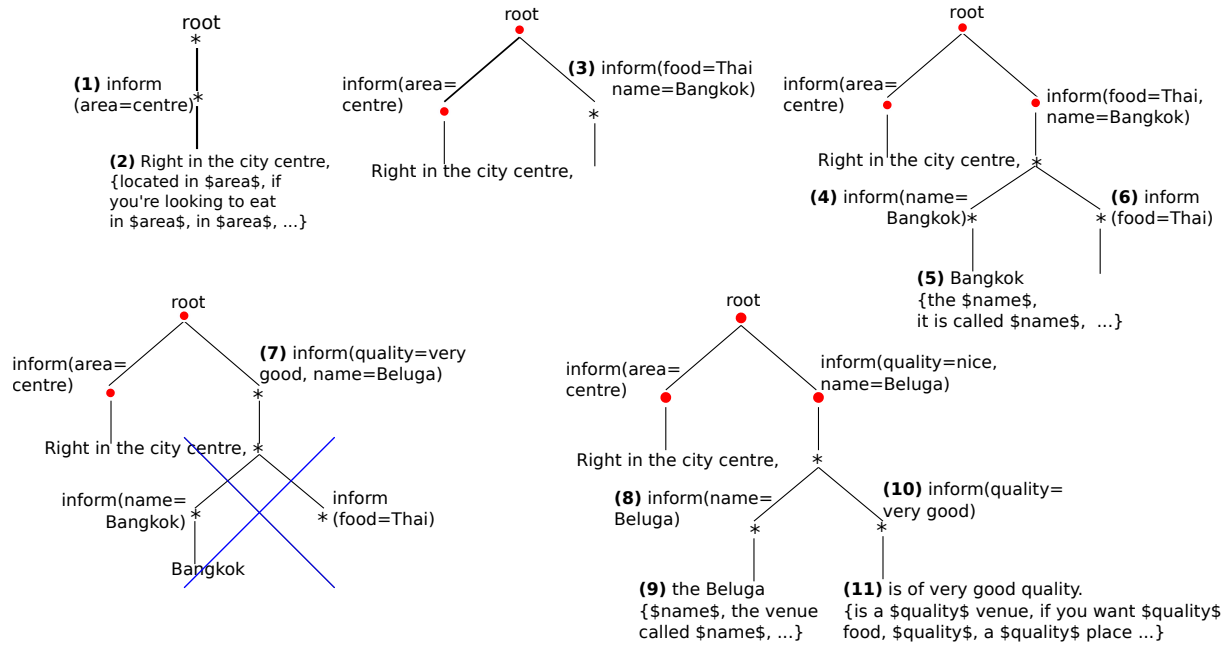 root
*
(1) inform
(area=centre)*
(2) Right in the city centre,
{located in $area$, if
you're looking to eat
in $area$, in $area$, ...}
root
inform(area=
centre)
(3) inform(food=Thai
name=Bangkok)
*
Right in the city centre,
root
inform(area=
centre)
inform(food=Thai,
name=Bangkok)
Right in the city centre, *
(4) inform(name=
Bangkok)*
(6) inform
* (food=Thai)
(5) Bangkok
{the $name$,
it is called $name$, ...}
root
inform(area=
centre)
(7) inform(quality=very
good, name=Beluga)
*
Right in the city centre, *
inform(name=
Bangkok) *
inform
* (food=Thai)
Bangkok
root
inform(area=
centre)
inform(quality=nice,
name=Beluga)
Right in the city centre,
*
(8) inform(name=
Beluga)
*
(10) inform(quality=
very good)
*
(9) the Beluga
{$name$, the venue
called $name$, ...}
(11) is of very good quality.
{is a $quality$ venue, if you want $quality$
food, $quality$, a $quality$ place ...}